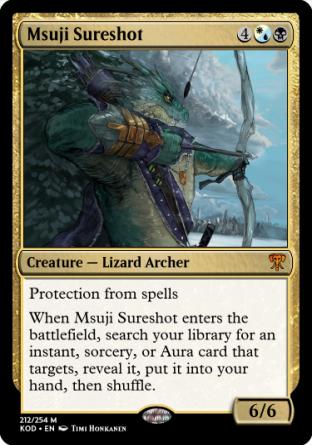 Msuji Sureshot 4
Creature — Lizard Archer
Protection from spells
When Msuji Sureshot enters the
battlefield, search your library for an
instant, sorcery, or Aura card that
targets, reveal it, put it into your
hand, then shuffle.
6/6
212/254 M
KOD • EN Timi Honkanen